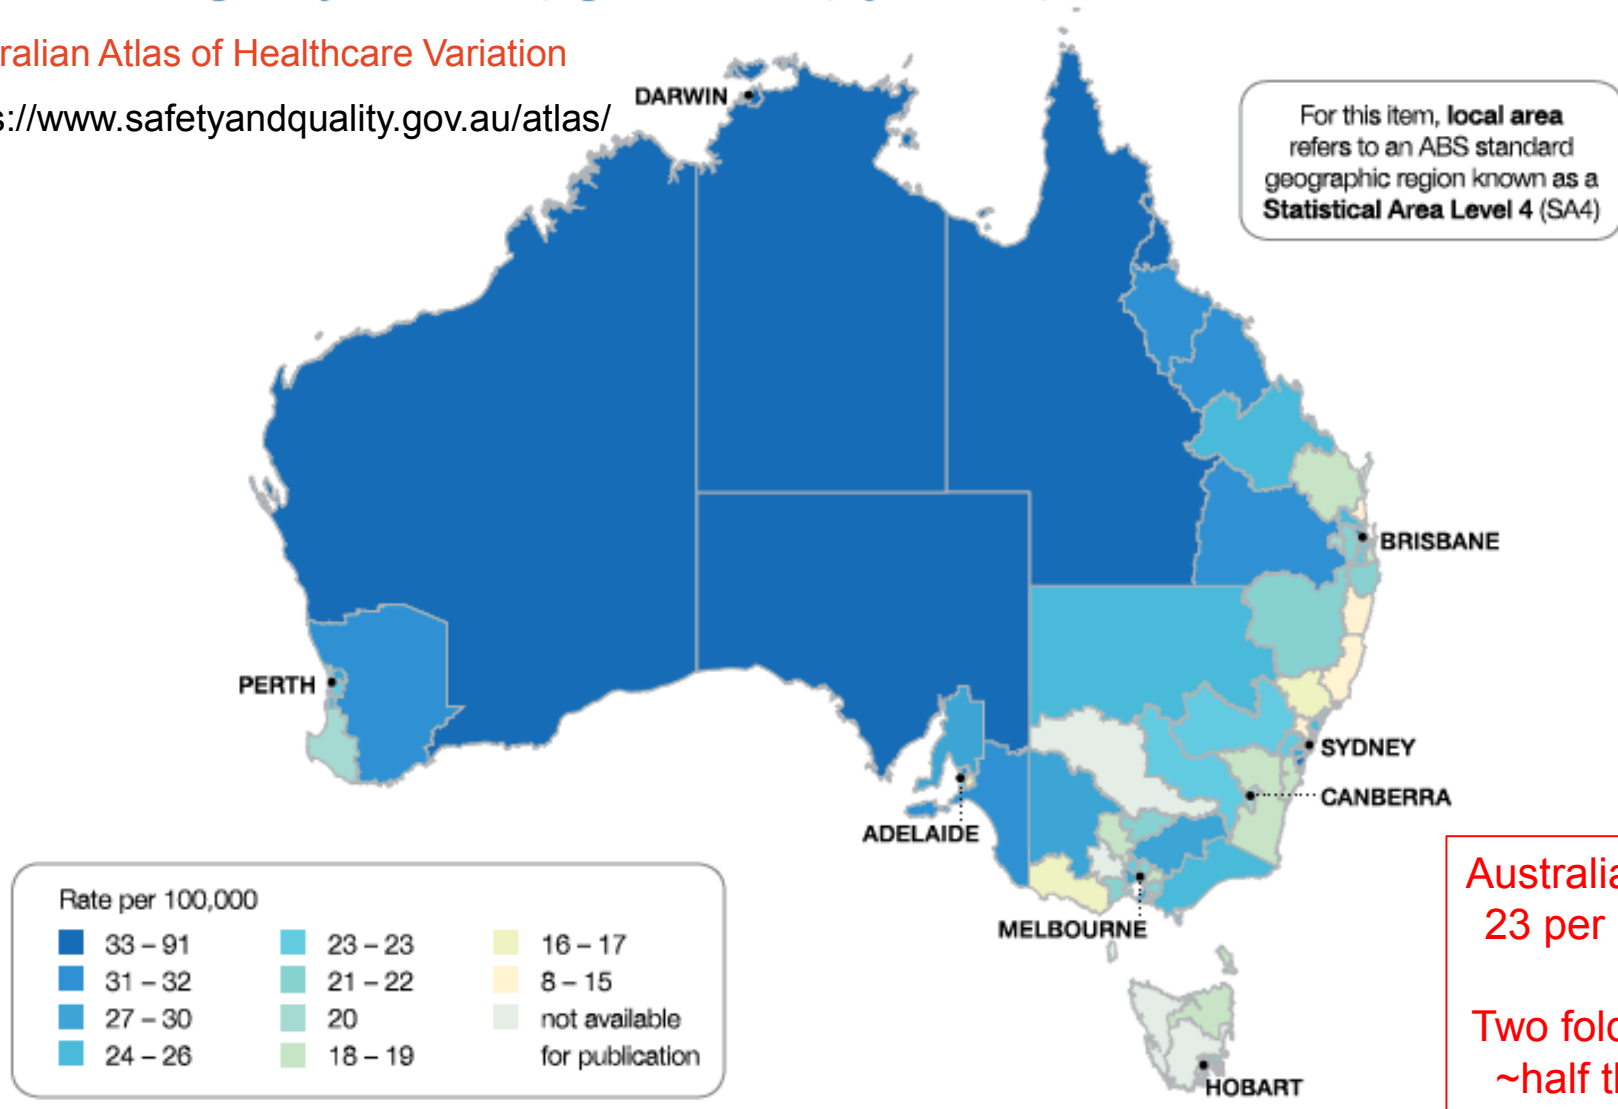 ralian Atlas of Healthcare Variation
s://www.safetyandquality.gov.au/atlas/
DARWIN
For this item, local area
refers to an ABS standard
geographic region known as a
Statistical Area Level 4 (SA4)
BRISBANE
PERTH
SYDNEY
CANBERRA
ADELAIDE
MELBOURNE
HOBART
Rate per 100,000
33 – 91
31 – 32
27 – 30
24 – 26
23 – 23
21 – 22
20
18 – 19
16 – 17
8 – 15
not available
for publication
Australia
23 per
Two fold
~half th